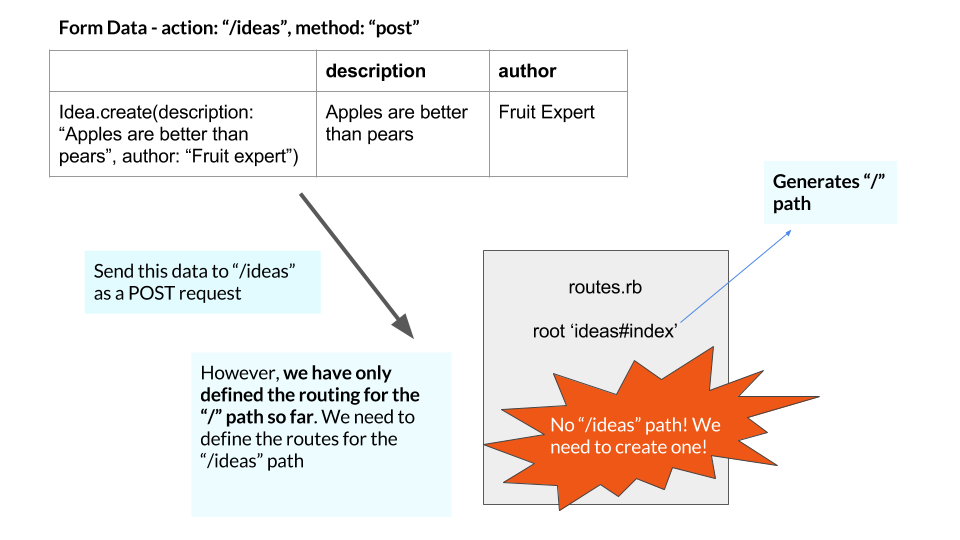 Form Data - action: “/ideas”, method: “post”
description
author
Idea.create(description:
“Apples are better than
pears”, author: “Fruit expert”)
Apples are better
than pears
Fruit Expert
Generates “/”
path
Send this data to “/ideas”
as a POST request
routes.rb
root ‘ideas#index’
However, we have only
defined the routing for the
“/” path so far. We need to
define the routes for the
“/ideas” path
No “/ideas” path! We
need to create one!